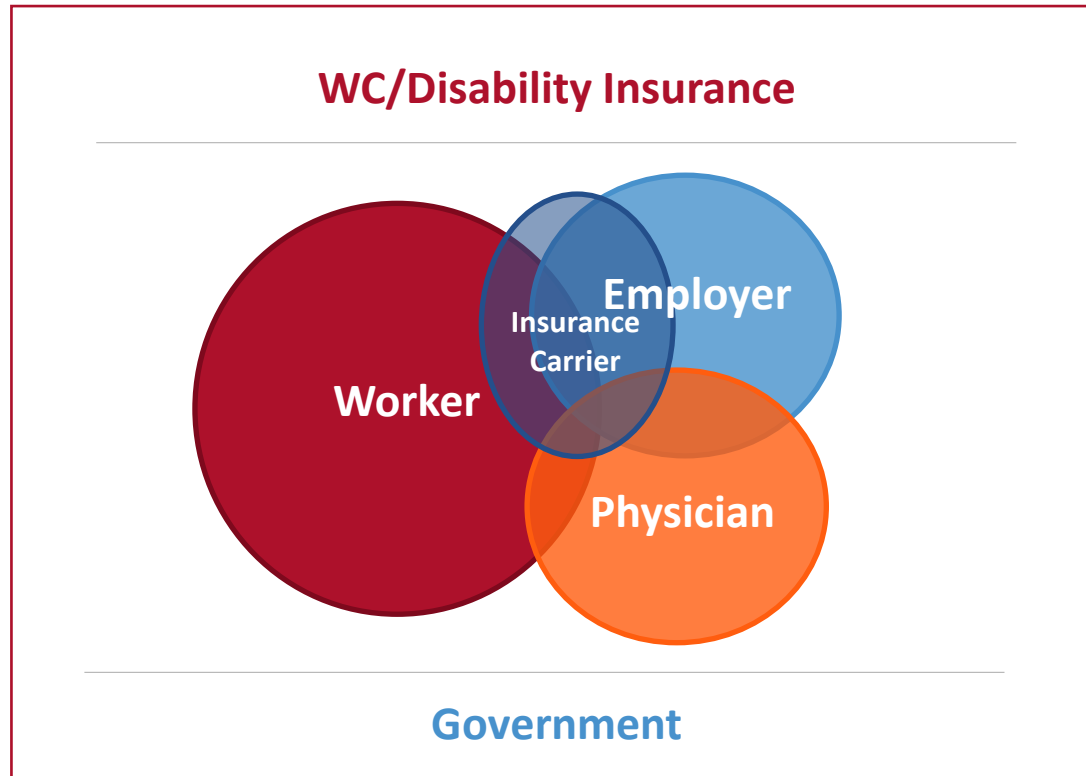 WC/Disability Insurance
Employer
Insurance
Carrier
Worker
Physician
Government